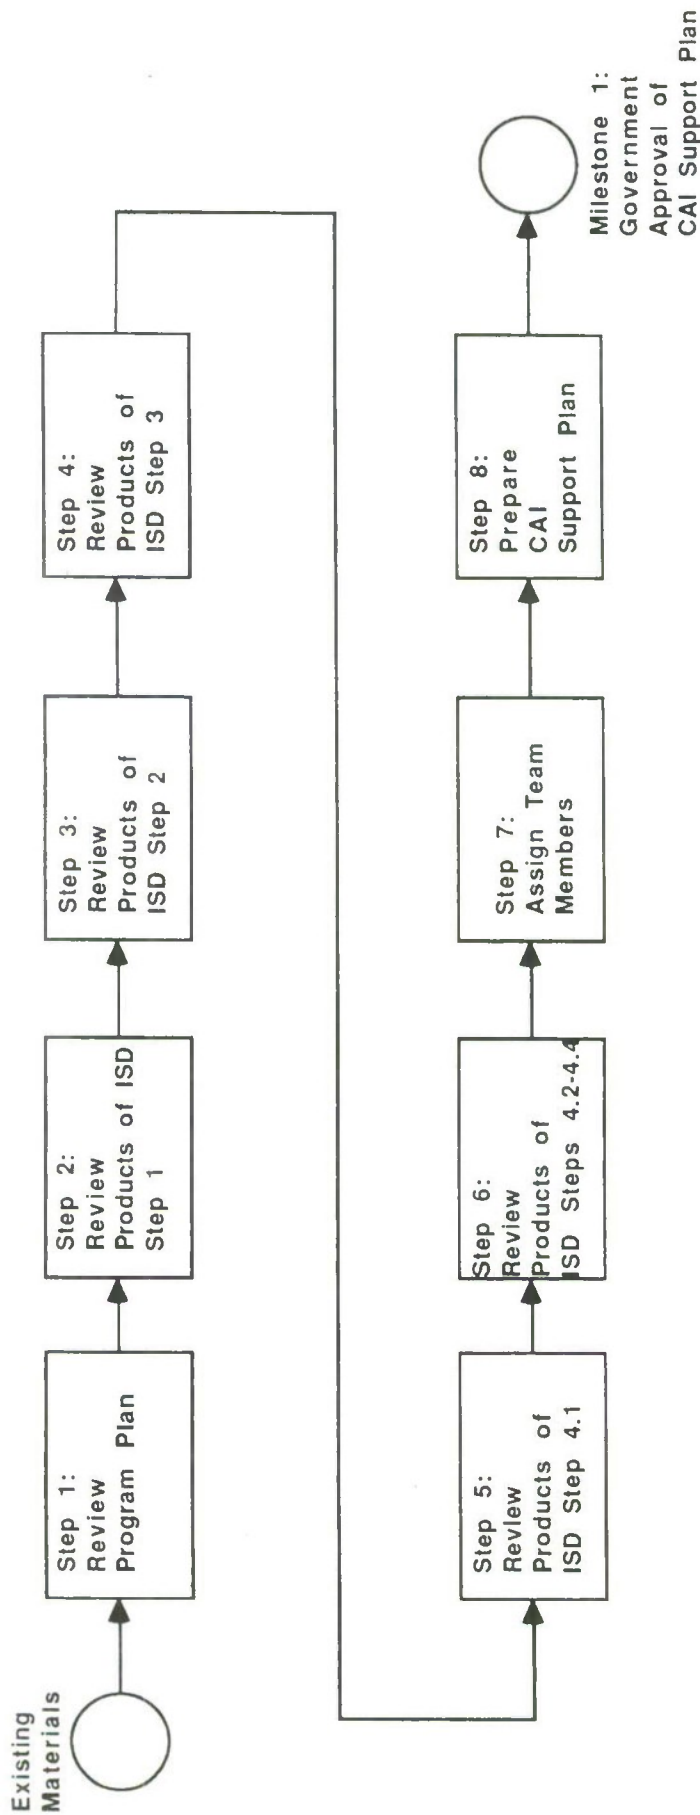 Existing
Materials
Step 1:
Review
Program Plan
Step 2:
Review
Products of ISD
Step 1
Step 3:
Review
Products of
ISD Step 2
Step 4:
Review
Products of
ISD Step 3
Step 5:
Review
Products of
ISD Step 4.1
Step 6:
Review
Products of
ISD Steps 4.2-4.4
Step 7:
Assign Team
Members
Step 8:
Prepare
CAI
Support Plan
Milestone 1:
Government
Approval of
CAI Support Plan